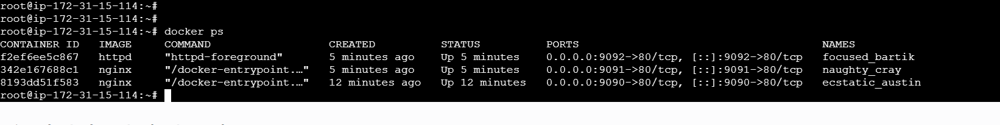 root@ip-172-31-15-114:~#
root@ip-172-31-15-114:~#
root@ip-172-31-15-114:~# docker ps
CONTAINER ID   IMAGE     COMMAND                  CREATED          STATUS          PORTS                                     NAMES
f2ef6ee5c867   httpd     "httpd-foreground"       5 minutes ago    Up 5 minutes    0.0.0.0:9092->80/tcp, [::]:9092->80/tcp   focused_bartik
342e167688c1   nginx     "/docker-entrypoint.…"   5 minutes ago    Up 5 minutes    0.0.0.0:9091->80/tcp, [::]:9091->80/tcp   naughty_cray
8193dd51f583   nginx     "/docker-entrypoint.…"   12 minutes ago   Up 12 minutes   0.0.0.0:9090->80/tcp, [::]:9090->80/tcp   ecstatic_austin
root@ip-172-31-15-114:~#